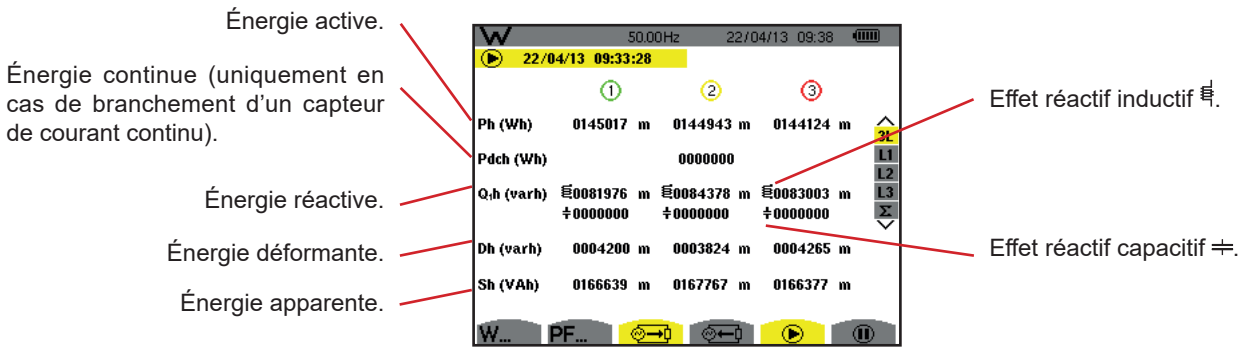 Énergie active.
Énergie continue (uniquement en
cas de branchement d'un capteur
de courant continu).
Énergie réactive.
Énergie déformante.
Énergie apparente.
W 50.00Hz 22/04/13 09:38
22/04/13 09:33:28
1 2 3
Ph (Wh) 0145017 m 0144943 m 0144124 m
Pdch (Wh) 0000000
Q₁h (varh) 0081976 m 0084378 m 0083003 m
0000000 0000000 0000000
Dh (varh) 0004200 m 0003824 m 0004265 m
Sh (VAh) 0166639 m 0167767 m 0166377 m
3L
L1
L2
L3
Σ
W... PF...
Effet réactif inductif .
Effet réactif capacitif .